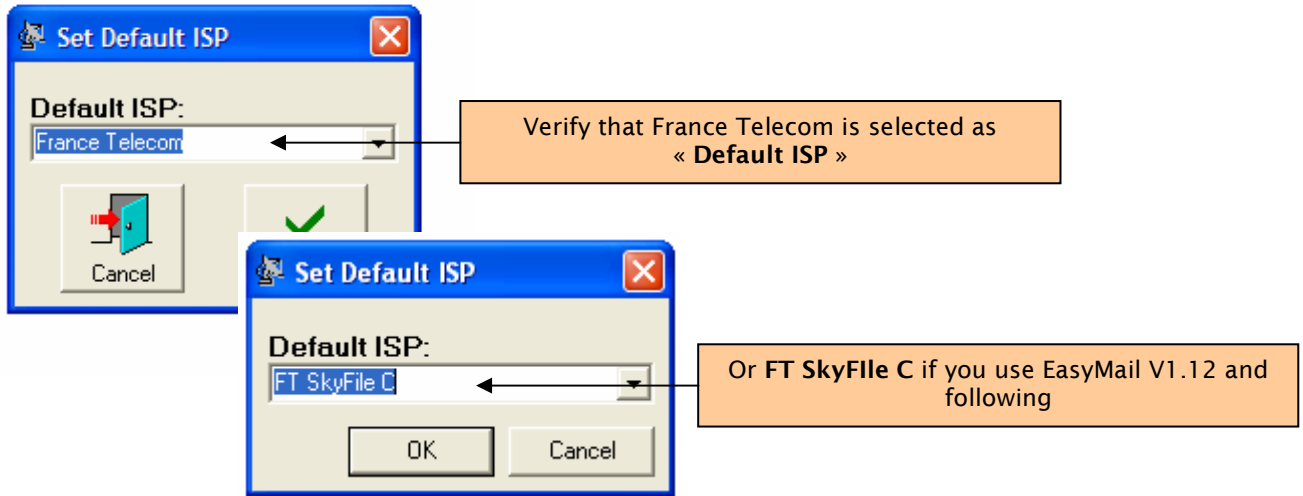 Set Default ISP
Default ISP:
France Telecom
Cancel
Verify that France Telecom is selected as
« Default ISP »
Set Default ISP
Default ISP:
FT SkyFile C
OK
Cancel
Or FT SkyFIle C if you use EasyMail V1.12 and
following